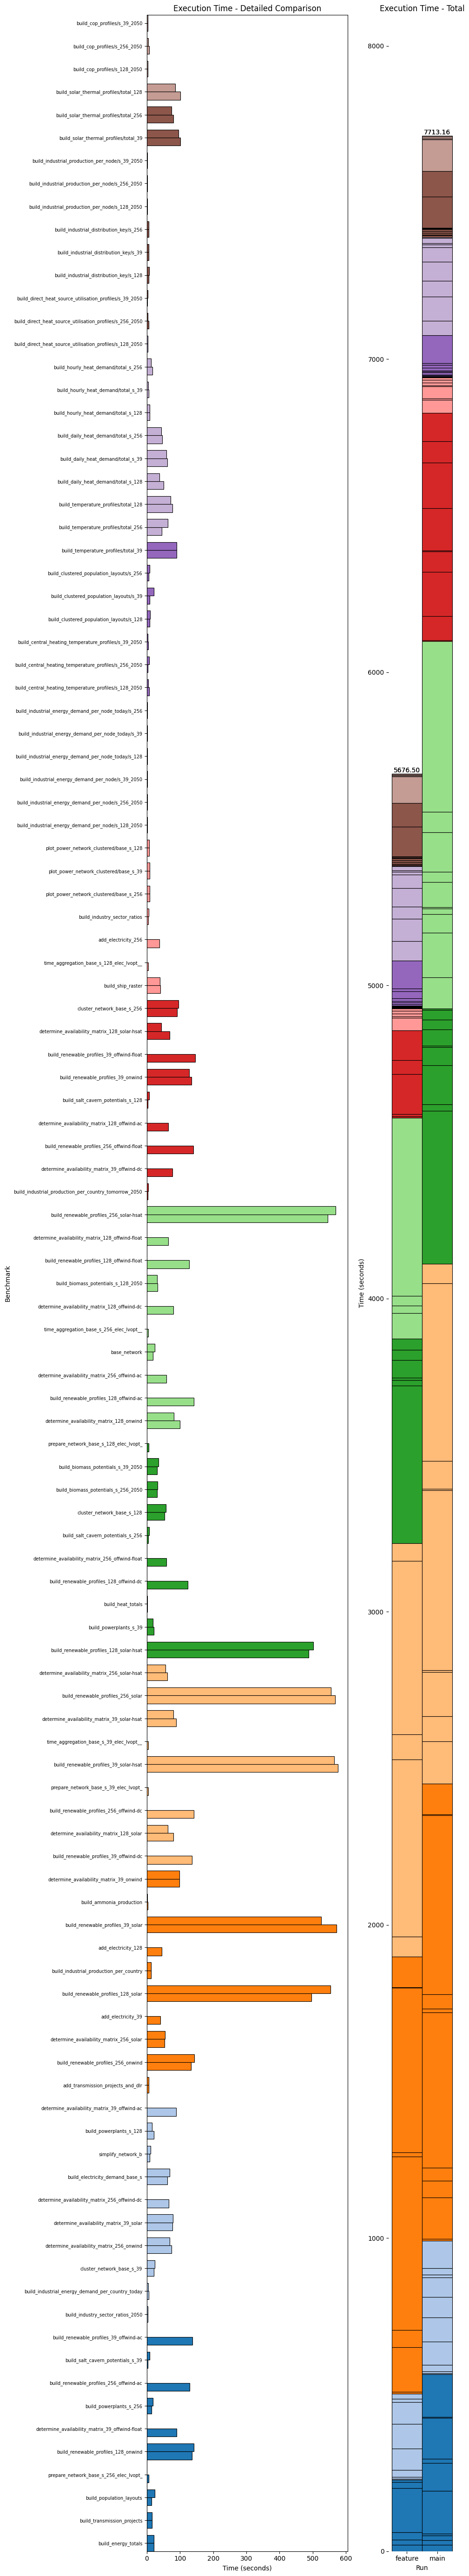 Execution Time - Detailed Comparison
Execution Time - Total
build_cop_profiles/s_39_2050
build_cop_profiles/s_256_2050
build_cop_profiles/s_128_2050
build_solar_thermal_profiles/total_128
build_solar_thermal_profiles/total_256
build_solar_thermal_profiles/total_39
build_industrial_production_per_node/s_39_2050
build_industrial_production_per_node/s_256_2050
build_industrial_production_per_node/s_128_2050
build_industrial_distribution_key/s_256
build_industrial_distribution_key/s_39
build_industrial_distribution_key/s_128
build_direct_heat_source_utilisation_profiles/s_39_2050
build_direct_heat_source_utilisation_profiles/s_256_2050
build_direct_heat_source_utilisation_profiles/s_128_2050
build_hourly_heat_demand/total_s_256
build_hourly_heat_demand/total_s_39
build_hourly_heat_demand/total_s_128
build_daily_heat_demand/total_s_256
build_daily_heat_demand/total_s_39
build_daily_heat_demand/total_s_128
build_temperature_profiles/total_128
build_temperature_profiles/total_256
build_temperature_profiles/total_39
build_clustered_population_layouts/s_256
build_clustered_population_layouts/s_39
build_clustered_population_layouts/s_128
build_central_heating_temperature_profiles/s_39_2050
build_central_heating_temperature_profiles/s_256_2050
build_central_heating_temperature_profiles/s_128_2050
build_industrial_energy_demand_per_node_today/s_256
build_industrial_energy_demand_per_node_today/s_39
build_industrial_energy_demand_per_node_today/s_128
build_industrial_energy_demand_per_node/s_39_2050
build_industrial_energy_demand_per_node/s_256_2050
build_industrial_energy_demand_per_node/s_128_2050
plot_power_network_clustered/base_s_128
plot_power_network_clustered/base_s_39
plot_power_network_clustered/base_s_256
build_industry_sector_ratios
add_electricity_256
time_aggregation_base_s_128_elec_lvopt__
build_ship_raster
cluster_network_base_s_256
determine_availability_matrix_128_solar-hsat
build_renewable_profiles_39_offwind-float
build_renewable_profiles_39_onwind
build_salt_cavern_potentials_s_128
determine_availability_matrix_128_offwind-ac
build_renewable_profiles_256_offwind-float
determine_availability_matrix_39_offwind-dc
build_industrial_production_per_country_tomorrow_2050
build_renewable_profiles_256_solar-hsat
determine_availability_matrix_128_offwind-float
build_renewable_profiles_128_offwind-float
build_biomass_potentials_s_128_2050
determine_availability_matrix_128_offwind-dc
time_aggregation_base_s_256_elec_lvopt__
base_network
determine_availability_matrix_256_offwind-ac
build_renewable_profiles_128_offwind-ac
determine_availability_matrix_128_onwind
prepare_network_base_s_128_elec_lvopt_
build_biomass_potentials_s_39_2050
build_biomass_potentials_s_256_2050
cluster_network_base_s_128
build_salt_cavern_potentials_s_256
determine_availability_matrix_256_offwind-float
build_renewable_profiles_128_offwind-dc
build_heat_totals
build_powerplants_s_39
build_renewable_profiles_128_solar-hsat
determine_availability_matrix_256_solar-hsat
build_renewable_profiles_256_solar
determine_availability_matrix_39_solar-hsat
time_aggregation_base_s_39_elec_lvopt__
build_renewable_profiles_39_solar-hsat
prepare_network_base_s_39_elec_lvopt_
build_renewable_profiles_256_offwind-dc
determine_availability_matrix_128_solar
build_renewable_profiles_39_offwind-dc
determine_availability_matrix_39_onwind
build_ammonia_production
build_renewable_profiles_39_solar
add_electricity_128
build_industrial_production_per_country
build_renewable_profiles_128_solar
add_electricity_39
determine_availability_matrix_256_solar
build_renewable_profiles_256_onwind
add_transmission_projects_and_dlr
determine_availability_matrix_39_offwind-ac
build_powerplants_s_128
simplify_network_b
build_electricity_demand_base_s
determine_availability_matrix_256_offwind-dc
determine_availability_matrix_39_solar
determine_availability_matrix_256_onwind
cluster_network_base_s_39
build_industrial_energy_demand_per_country_today
build_industry_sector_ratios_2050
build_renewable_profiles_39_offwind-ac
build_salt_cavern_potentials_s_39
build_renewable_profiles_256_offwind-ac
build_powerplants_s_256
determine_availability_matrix_39_offwind-float
build_renewable_profiles_128_onwind
prepare_network_base_s_256_elec_lvopt_
build_population_layouts
build_transmission_projects
build_energy_totals
Benchmark
0 100 200 300 400 500 600
Time (seconds)
8000
7000
6000
5000
4000
3000
2000
1000
0
Time (seconds)
7713.16
5676.50
feature main
Run